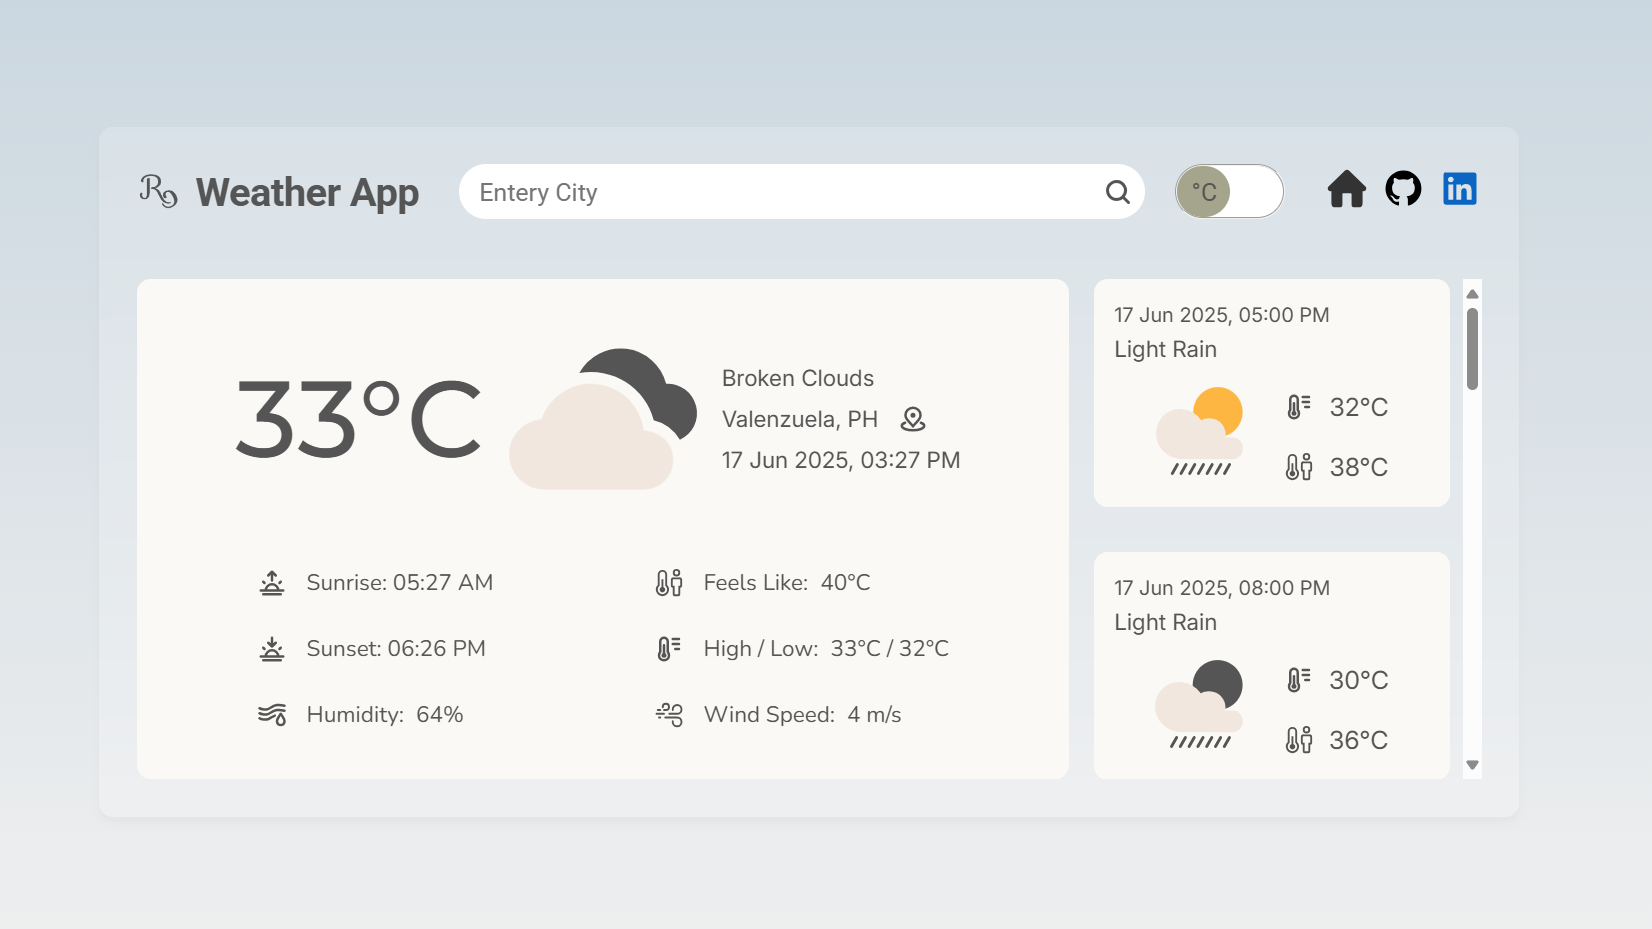 Ro Weather App
Entery City
°C
in
33°C
Broken Clouds
Valenzuela, PH
17 Jun 2025, 03:27 PM
Sunrise: 05:27 AM
Feels Like: 40°C
Sunset: 06:26 PM
High / Low: 33°C / 32°C
Humidity: 64%
Wind Speed: 4 m/s
17 Jun 2025, 05:00 PM
Light Rain
32°C
38°C
17 Jun 2025, 08:00 PM
Light Rain
30°C
36°C